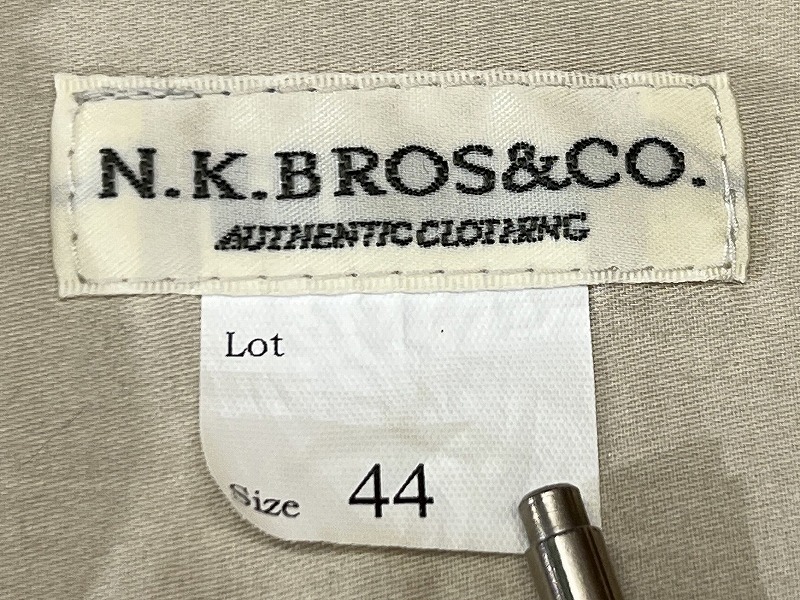 N.K.BROS&CO.
AUTHENTIC CLOTHING
Lot
Size 44